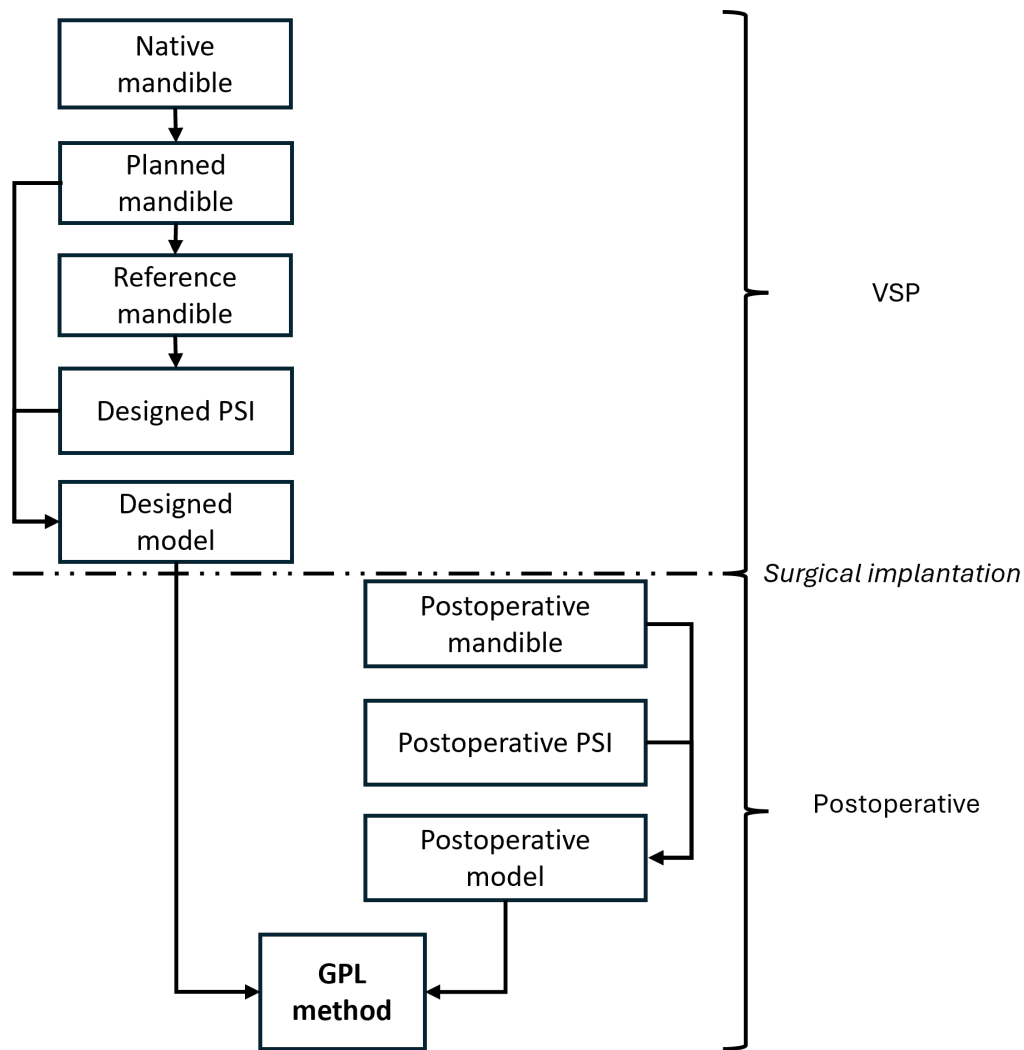 Native
mandible
Planned
mandible
Reference
mandible
VSP
Designed PSI
Designed
model
Surgical implantation
Postoperative
mandible
Postoperative PSI
Postoperative
Postoperative
model
GPL
method